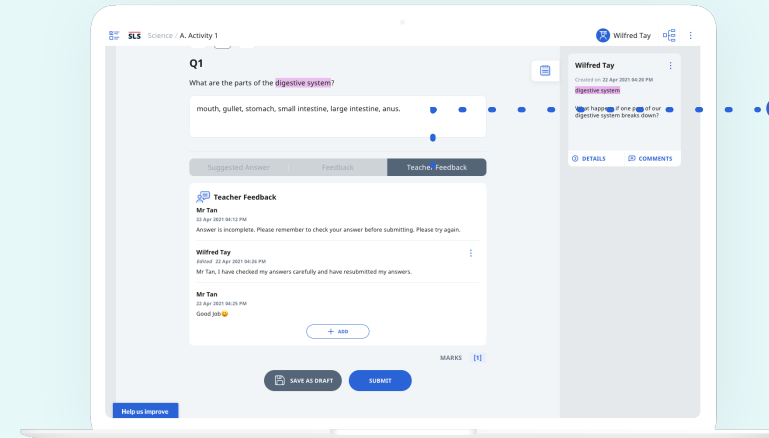 SLS Science / A. Activity 1
Wilfred Tay
Q1
What are the parts of the digestive system?
mouth, gullet, stomach, small intestine, large intestine, anus.
Suggested Answer Feedback Teacher Feedback
Teacher Feedback
Mr Tan
22 Apr 2021 04:12 PM
Answer is incomplete. Please remember to check your answer before submitting. Please try again.
Wilfred Tay
Edited 22 Apr 2021 04:26 PM
Mr Tan, I have checked my answers carefully and have resubmitted my answers.
Mr Tan
22 Apr 2021 04:25 PM
Good Job😀
+ ADD
MARKS [1]
SAVE AS DRAFT SUBMIT
Help us improve
Wilfred Tay
Created on 22 Apr 2021 04:20 PM
digestive system
What happens if one part of our
digestive system breaks down?
DETAILS COMMENTS